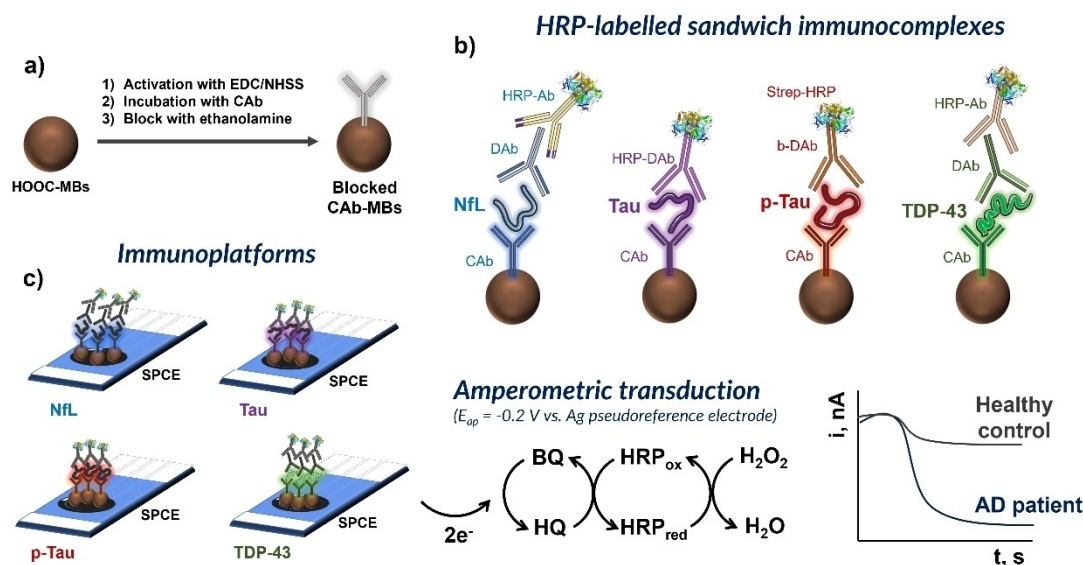 a)
1) Activation with EDC/NHSS
2) Incubation with CAb
3) Block with ethanolamine
HOOC-MBs
Blocked
CAb-MBs
HRP-labelled sandwich immunocomplexes
b)
HRP-Ab
DAb
NfL
CAb
HRP-DAb
Tau
CAb
Strep-HRP
b-DAb
p-Tau
CAb
HRP-Ab
DAb
TDP-43
CAb
Immunoplatforms
c)
SPCE
NfL
SPCE
Tau
SPCE
p-Tau
SPCE
TDP-43
Amperometric transduction
(Eap = -0.2 V vs. Ag pseudoreference electrode)
BQ
HRPox
H2O2
2e-
HQ
HRPred
H2O
i, nA
Healthy
control
AD patient
t, s